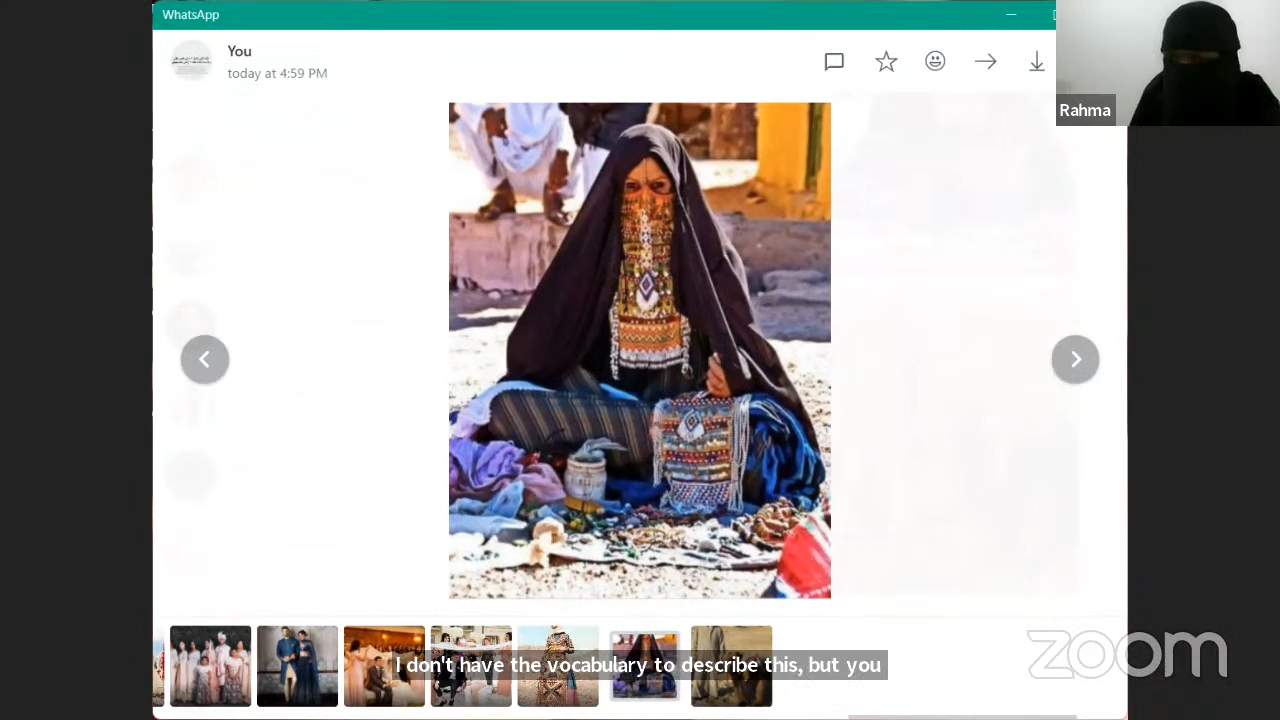 WhatsApp
You
today at 4:59 PM
Rahma
I don't have the vocabulary to describe this, but you
zoom